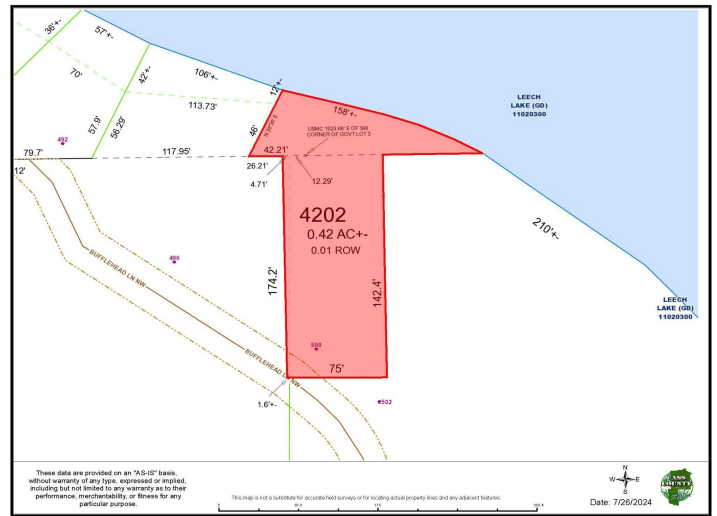 36'+-
57'+-
70'
42'+-
106'+-
12'+-
113.73'
57.9'
56.29'
48'
158'+-
LEECH
LAKE (GD)
11020300
USMC 1023.66' E OF SW
CORNER OF GOVT LOT 3
492
79.7'
117.95'
42.21'
12'
26.21'
4.71'
12.29'
4202
0.42 AC+-
0.01 ROW
210'+-
496
174.2'
142.4'
BUFFLEHEAD LN NW
LEECH
LAKE (GD)
11020300
500
BUFFLEHEAD LN NW
75'
1.6'+-
502
These data are provided on an "AS-IS" basis,
without warranty of any type, expressed or implied,
including but not limited to any warranty as to their
performance, merchantability, or fitness for any
particular purpose.
This map is not a substitute for accurate field surveys or for locating actual property lines and any adjacent features.
N
W E
S
CASS
COUNTY
Date: 7/26/2024